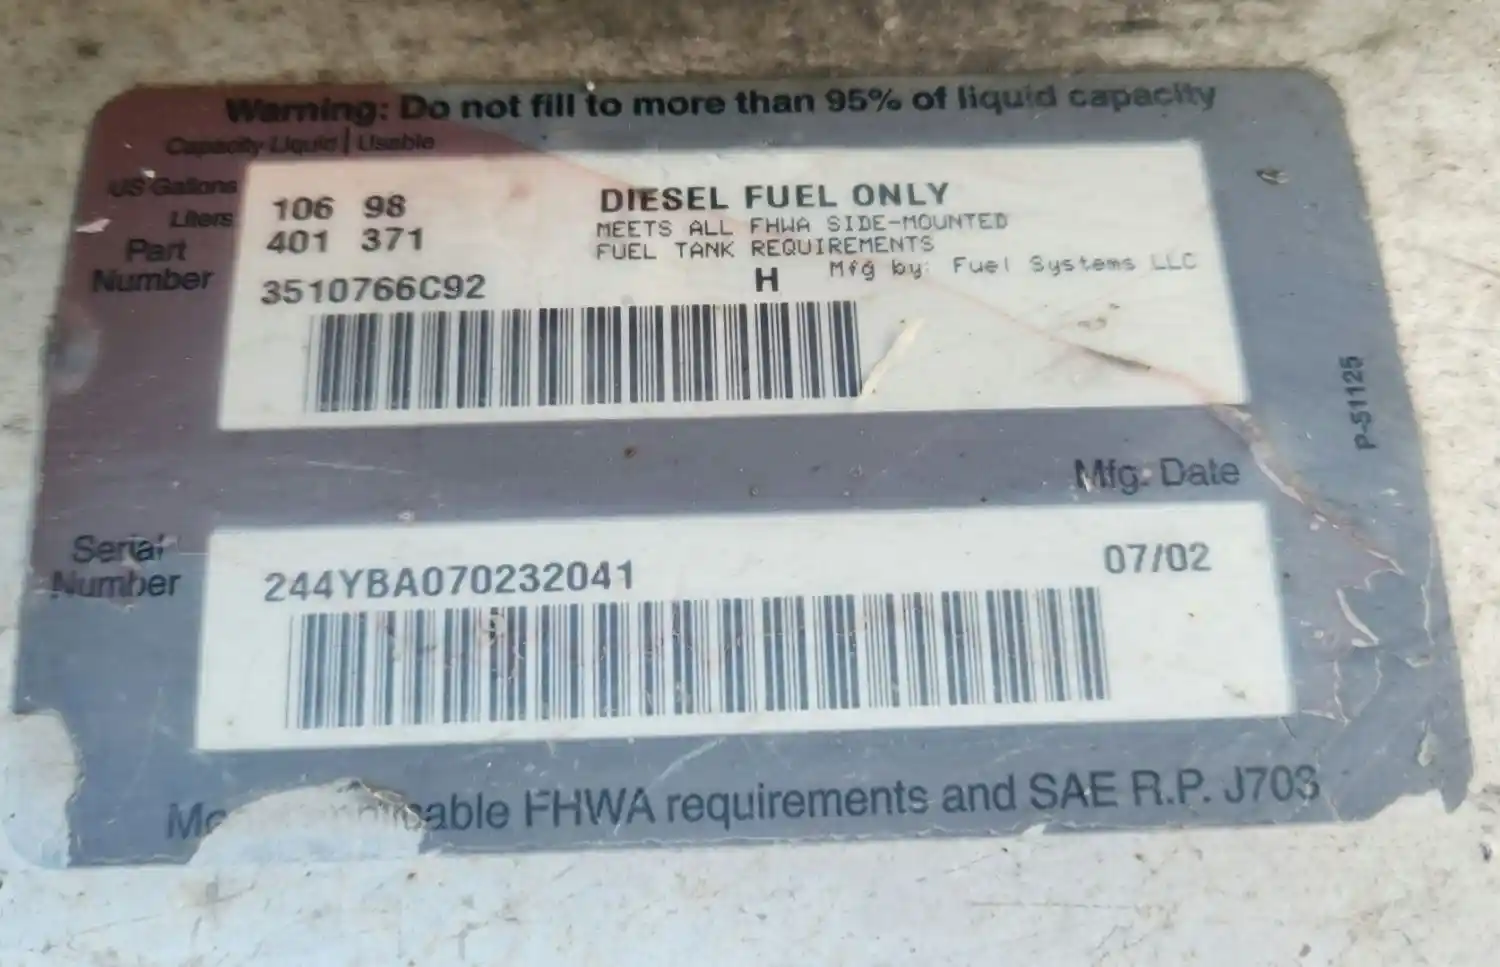 Warning: Do not fill to more than 95% of liquid capacity
Capacity Liquid | Usable
US Gallons 106 98
Liters 401 371
DIESEL FUEL ONLY
MEETS ALL FHWA SIDE-MOUNTED
FUEL TANK REQUIREMENTS
Mfg by: Fuel Systems LLC
Part
Number 3510766C92
H
P-51125
Mfg. Date
07/02
Serial
Number 244YBA070232041
FHWA requirements and SAE R.P. J703